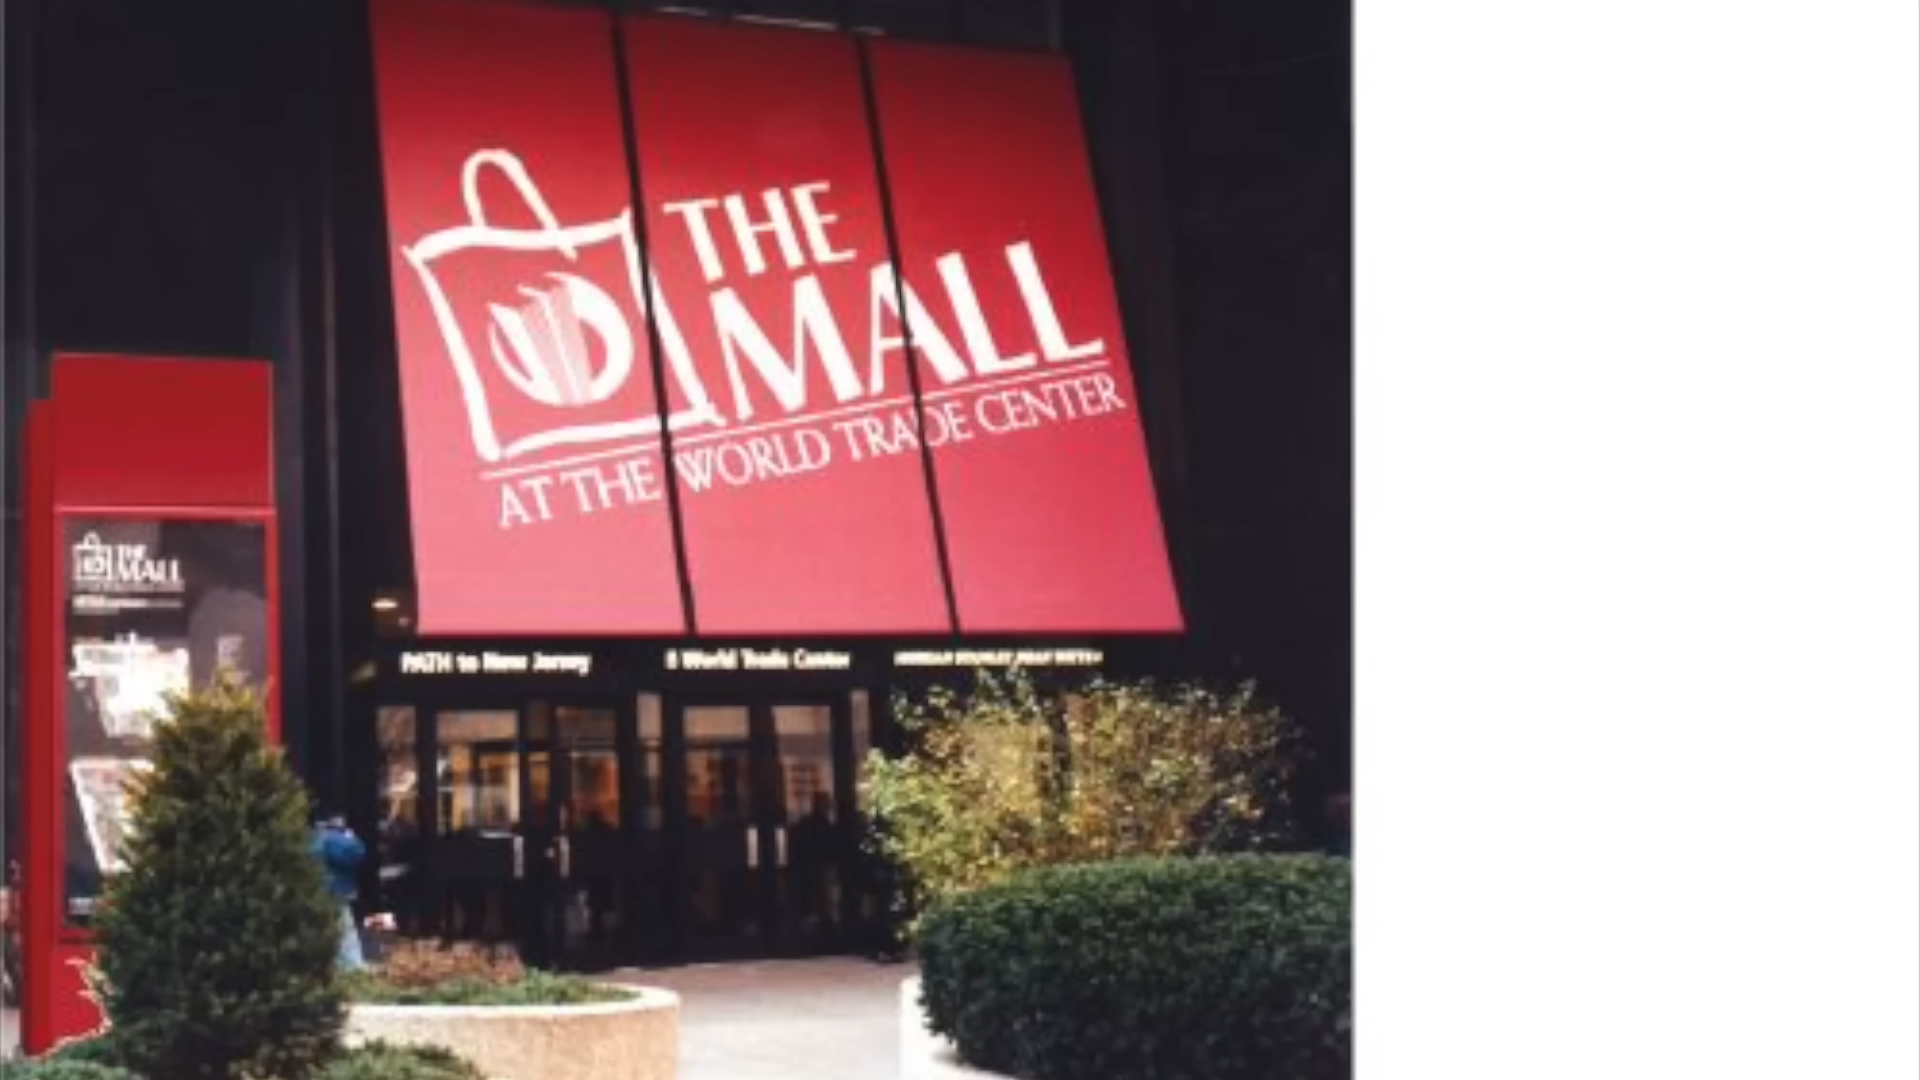 THE
MALL
AT THE WORLD TRADE CENTER
THE
MALL
PATH to New Jersey
5 World Trade Center